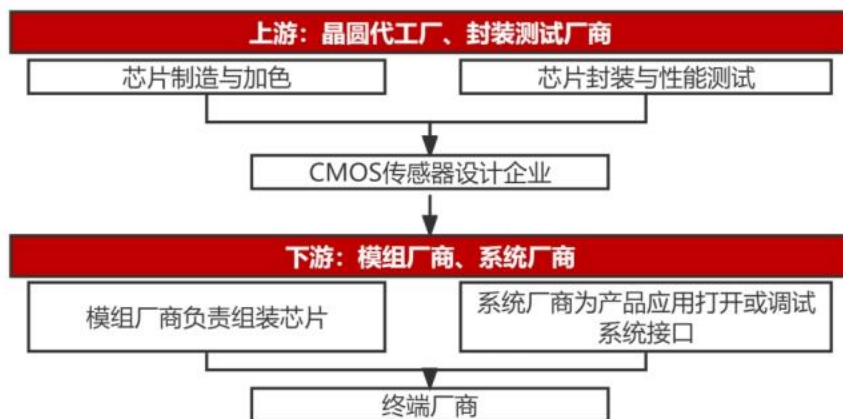 上游：晶圆代工厂、封装测试厂商
芯片制造与加色
芯片封装与性能测试
CMOS传感器设计企业
下游：模组厂商、系统厂商
模组厂商负责组装芯片
系统厂商为产品应用打开或调试
系统接口
终端厂商